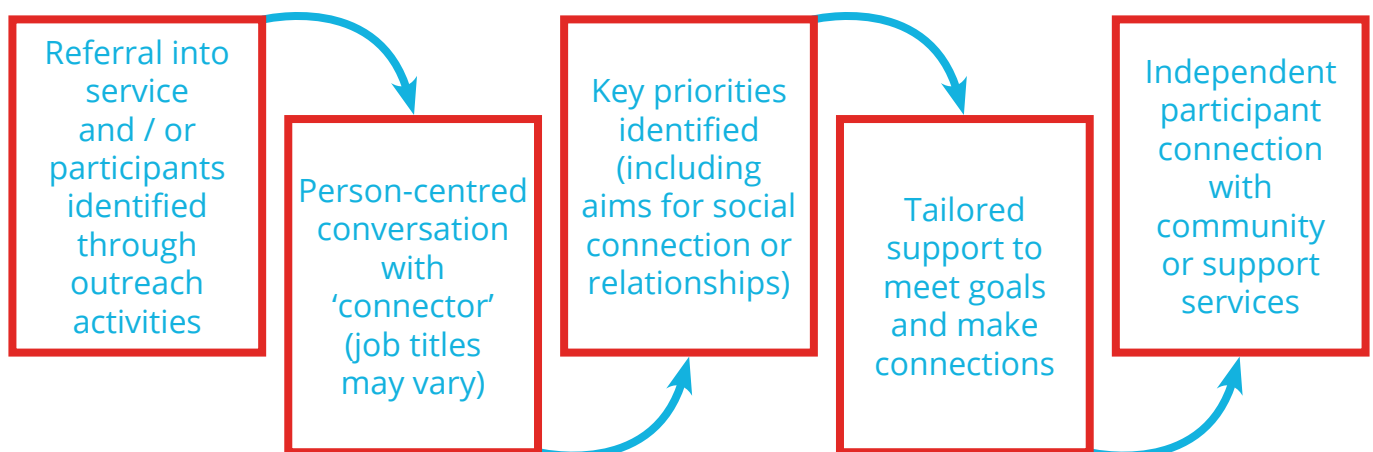 Referral into
service
and / or
participants
identified
through
outreach
activities
Person-centred
conversation
with
‘connector’
(job titles
may vary)
Key priorities
identified
(including
aims for social
connection or
relationships)
Tailored
support to
meet goals
and make
connections
Independent
participant
connection
with
community
or support
services